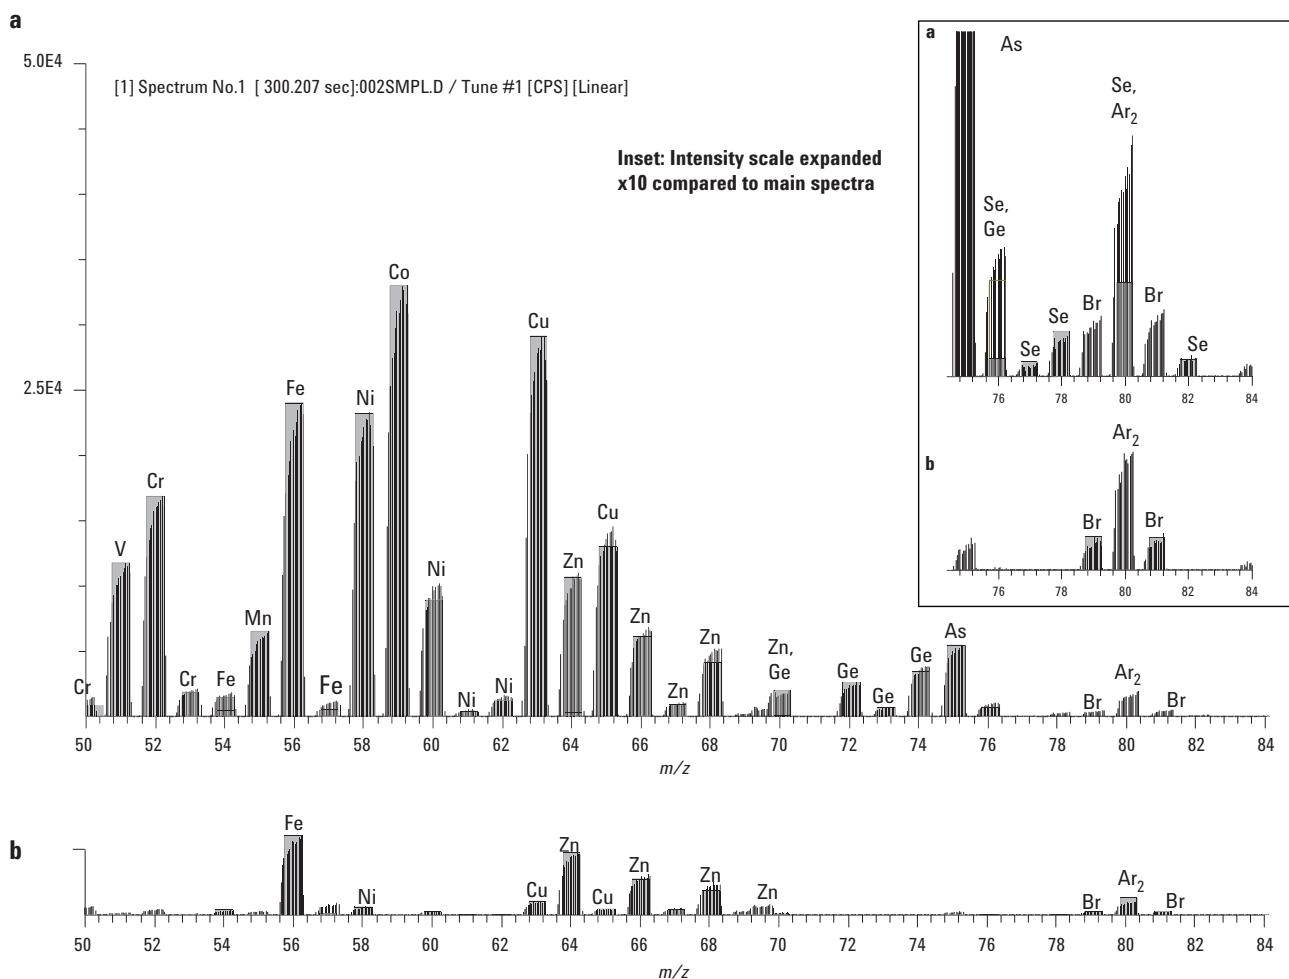 a
5.0E4
[1] Spectrum No.1 [ 300.207 sec]:002SMPL.D / Tune #1 [CPS] [Linear]
Inset: Intensity scale expanded
x10 compared to main spectra
2.5E4
Cr
V
Cr
Cr
Fe
Mn
Fe
Fe
Ni
Co
Ni
Ni
Ni
Cu
Zn
Cu
Zn
Zn
Zn
Zn,
Ge
Ge
Ge
Ge
As
Br
Ar2
Br
50 52 54 56 58 60 62 64 66 68 70 72 74 76 78 80 82 84
m/z
a
As
Se,
Ge
Se
Se
Br
Se,
Ar2
Br
Se
76 78 80 82 84
b
Br
Ar2
Br
76 78 80 82 84
b
Fe
Ni
Cu
Zn
Cu
Zn
Zn
Zn
Br
Ar2
Br
50 52 54 56 58 60 62 64 66 68 70 72 74 76 78 80 82 84
m/z